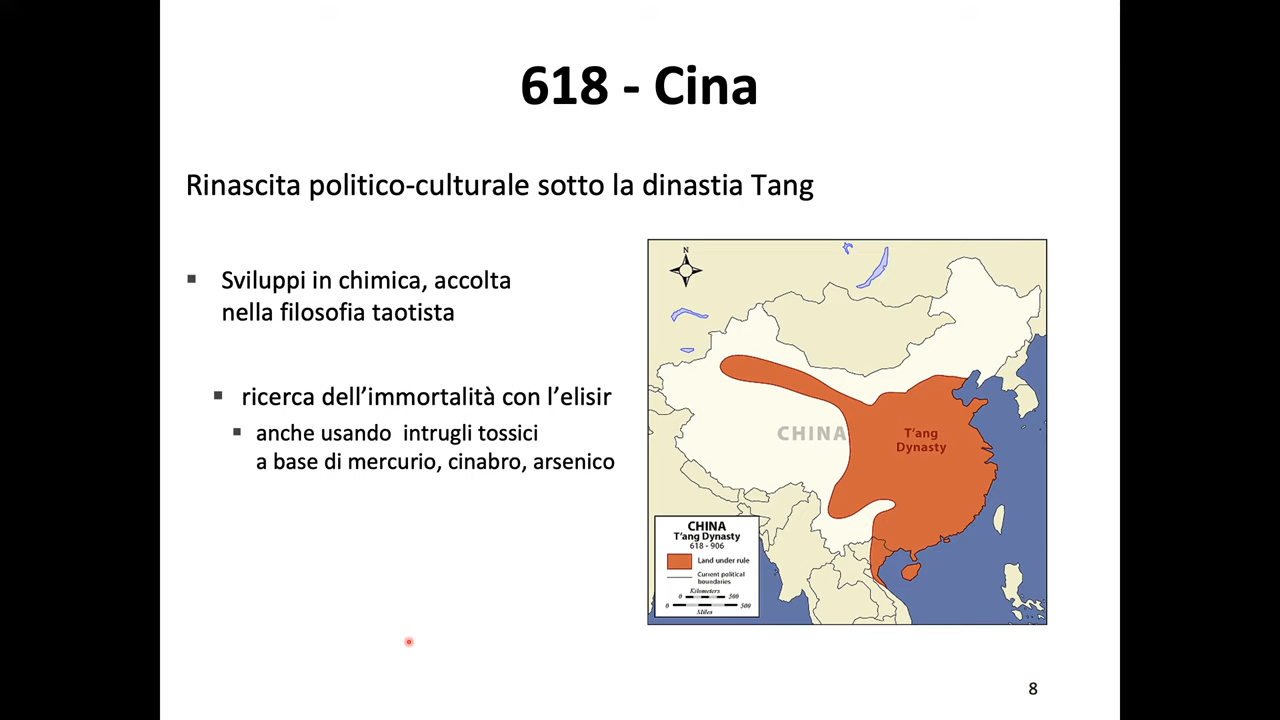 618 - Cina
Rinascita politico-culturale sotto la dinastia Tang
▪ Sviluppi in chimica, accolta
nella filosofia taotista
▪ ricerca dell’immortalità con l’elisir
▪ anche usando intrugli tossici
a base di mercurio, cinabro, arsenico
N
CHINA
T’ang
Dynasty
CHINA
T’ang Dynasty
618 - 906
Land under rule
Current political
boundaries
Kilometers
0 500
0 500
Miles
8